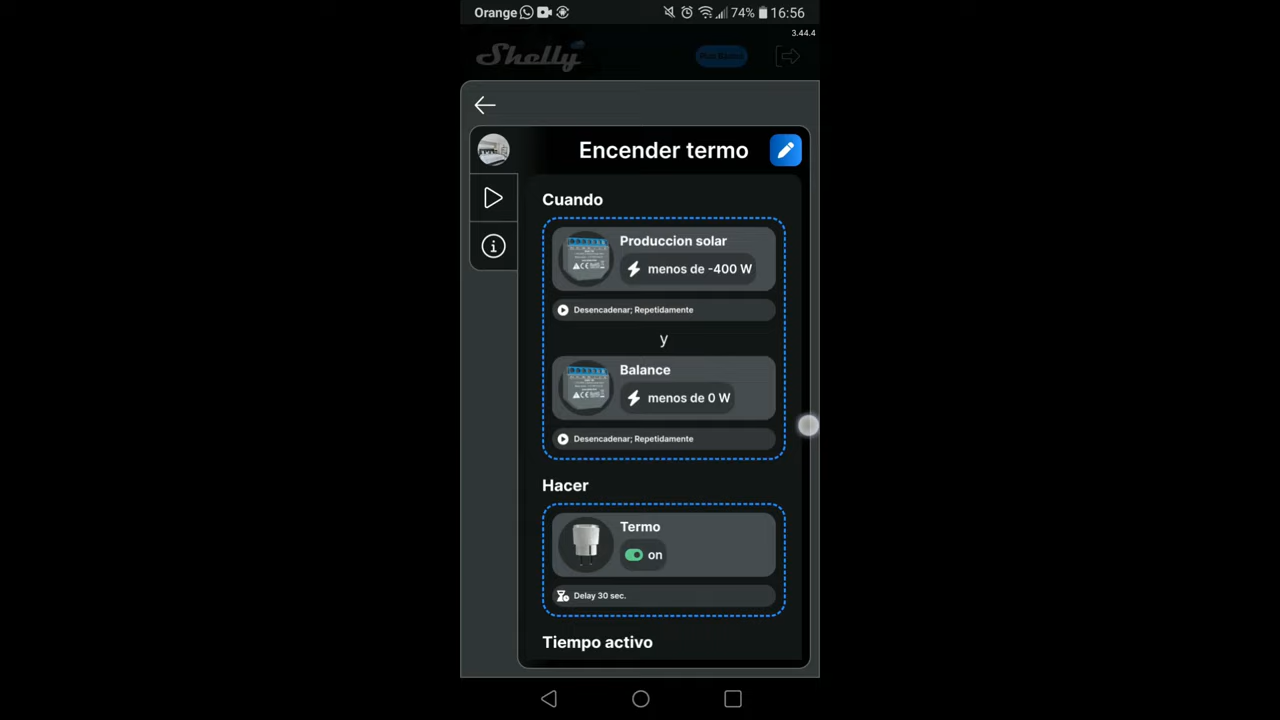 Orange 74% 16:56
3.44.4
Shelly
Encender termo
Cuando
Produccion solar
menos de -400 W
Desencadenar; Repetidamente
y
Balance
menos de 0 W
Desencadenar; Repetidamente
Hacer
Termo
on
Delay 30 sec.
Tiempo activo